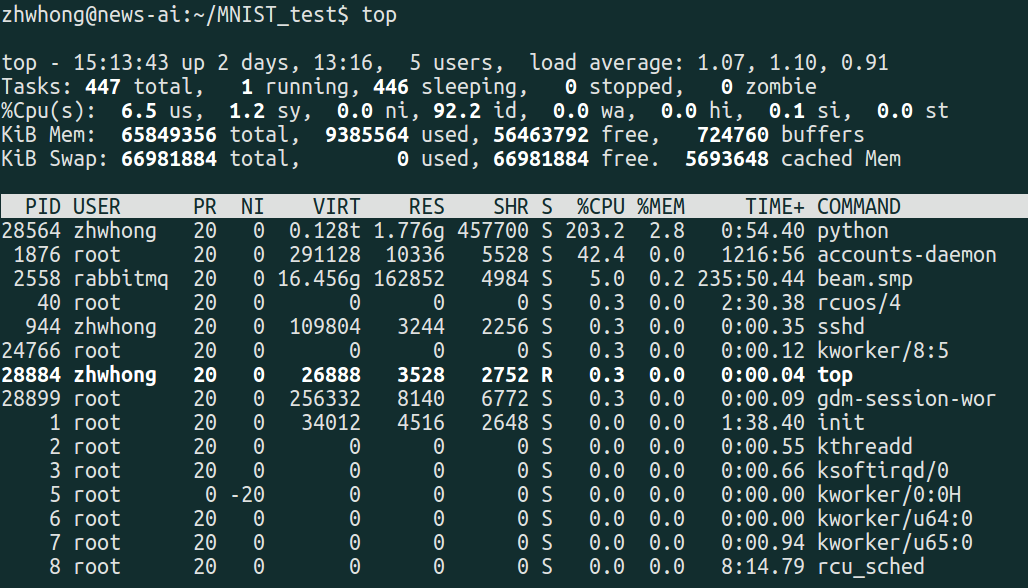 zhwhong@news-ai:~/MNIST_test$ top
top - 15:13:43 up 2 days, 13:16,  5 users,  load average: 1.07, 1.10, 0.91
Tasks: 447 total,   1 running, 446 sleeping,   0 stopped,   0 zombie
%Cpu(s):  6.5 us,  1.2 sy,  0.0 ni, 92.2 id,  0.0 wa,  0.0 hi,  0.1 si,  0.0 st
KiB Mem:  65849356 total,  9385564 used, 56463792 free,   724760 buffers
KiB Swap: 66981884 total,        0 used, 66981884 free.  5693648 cached Mem
  PID USER      PR  NI    VIRT    RES    SHR S  %CPU %MEM     TIME+ COMMAND
28564 zhwhong   20   0  0.128t 1.776g 457700 S 203.2  2.8   0:54.40 python
 1876 root      20   0  291128  10336   5528 S  42.4  0.0   1216:56 accounts-daemon
 2558 rabbitmq  20   0 16.456g 162852   4984 S   5.0  0.2 235:50.44 beam.smp
   40 root      20   0       0      0      0 S   0.3  0.0   2:30.38 rcuos/4
  944 zhwhong   20   0  109804   3244   2256 S   0.3  0.0   0:00.35 sshd
24766 root      20   0       0      0      0 S   0.3  0.0   0:00.12 kworker/8:5
28884 zhwhong   20   0   26888   3528   2752 R   0.3  0.0   0:00.04 top
28899 root      20   0  256332   8140   6772 S   0.3  0.0   0:00.09 gdm-session-wor
    1 root      20   0   34012   4516   2648 S   0.0  0.0   1:38.40 init
    2 root      20   0       0      0      0 S   0.0  0.0   0:00.55 kthreadd
    3 root      20   0       0      0      0 S   0.0  0.0   0:00.66 ksoftirqd/0
    5 root       0 -20       0      0      0 S   0.0  0.0   0:00.00 kworker/0:0H
    6 root      20   0       0      0      0 S   0.0  0.0   0:00.00 kworker/u64:0
    7 root      20   0       0      0      0 S   0.0  0.0   0:00.94 kworker/u65:0
    8 root      20   0       0      0      0 S   0.0  0.0   8:14.79 rcu_sched